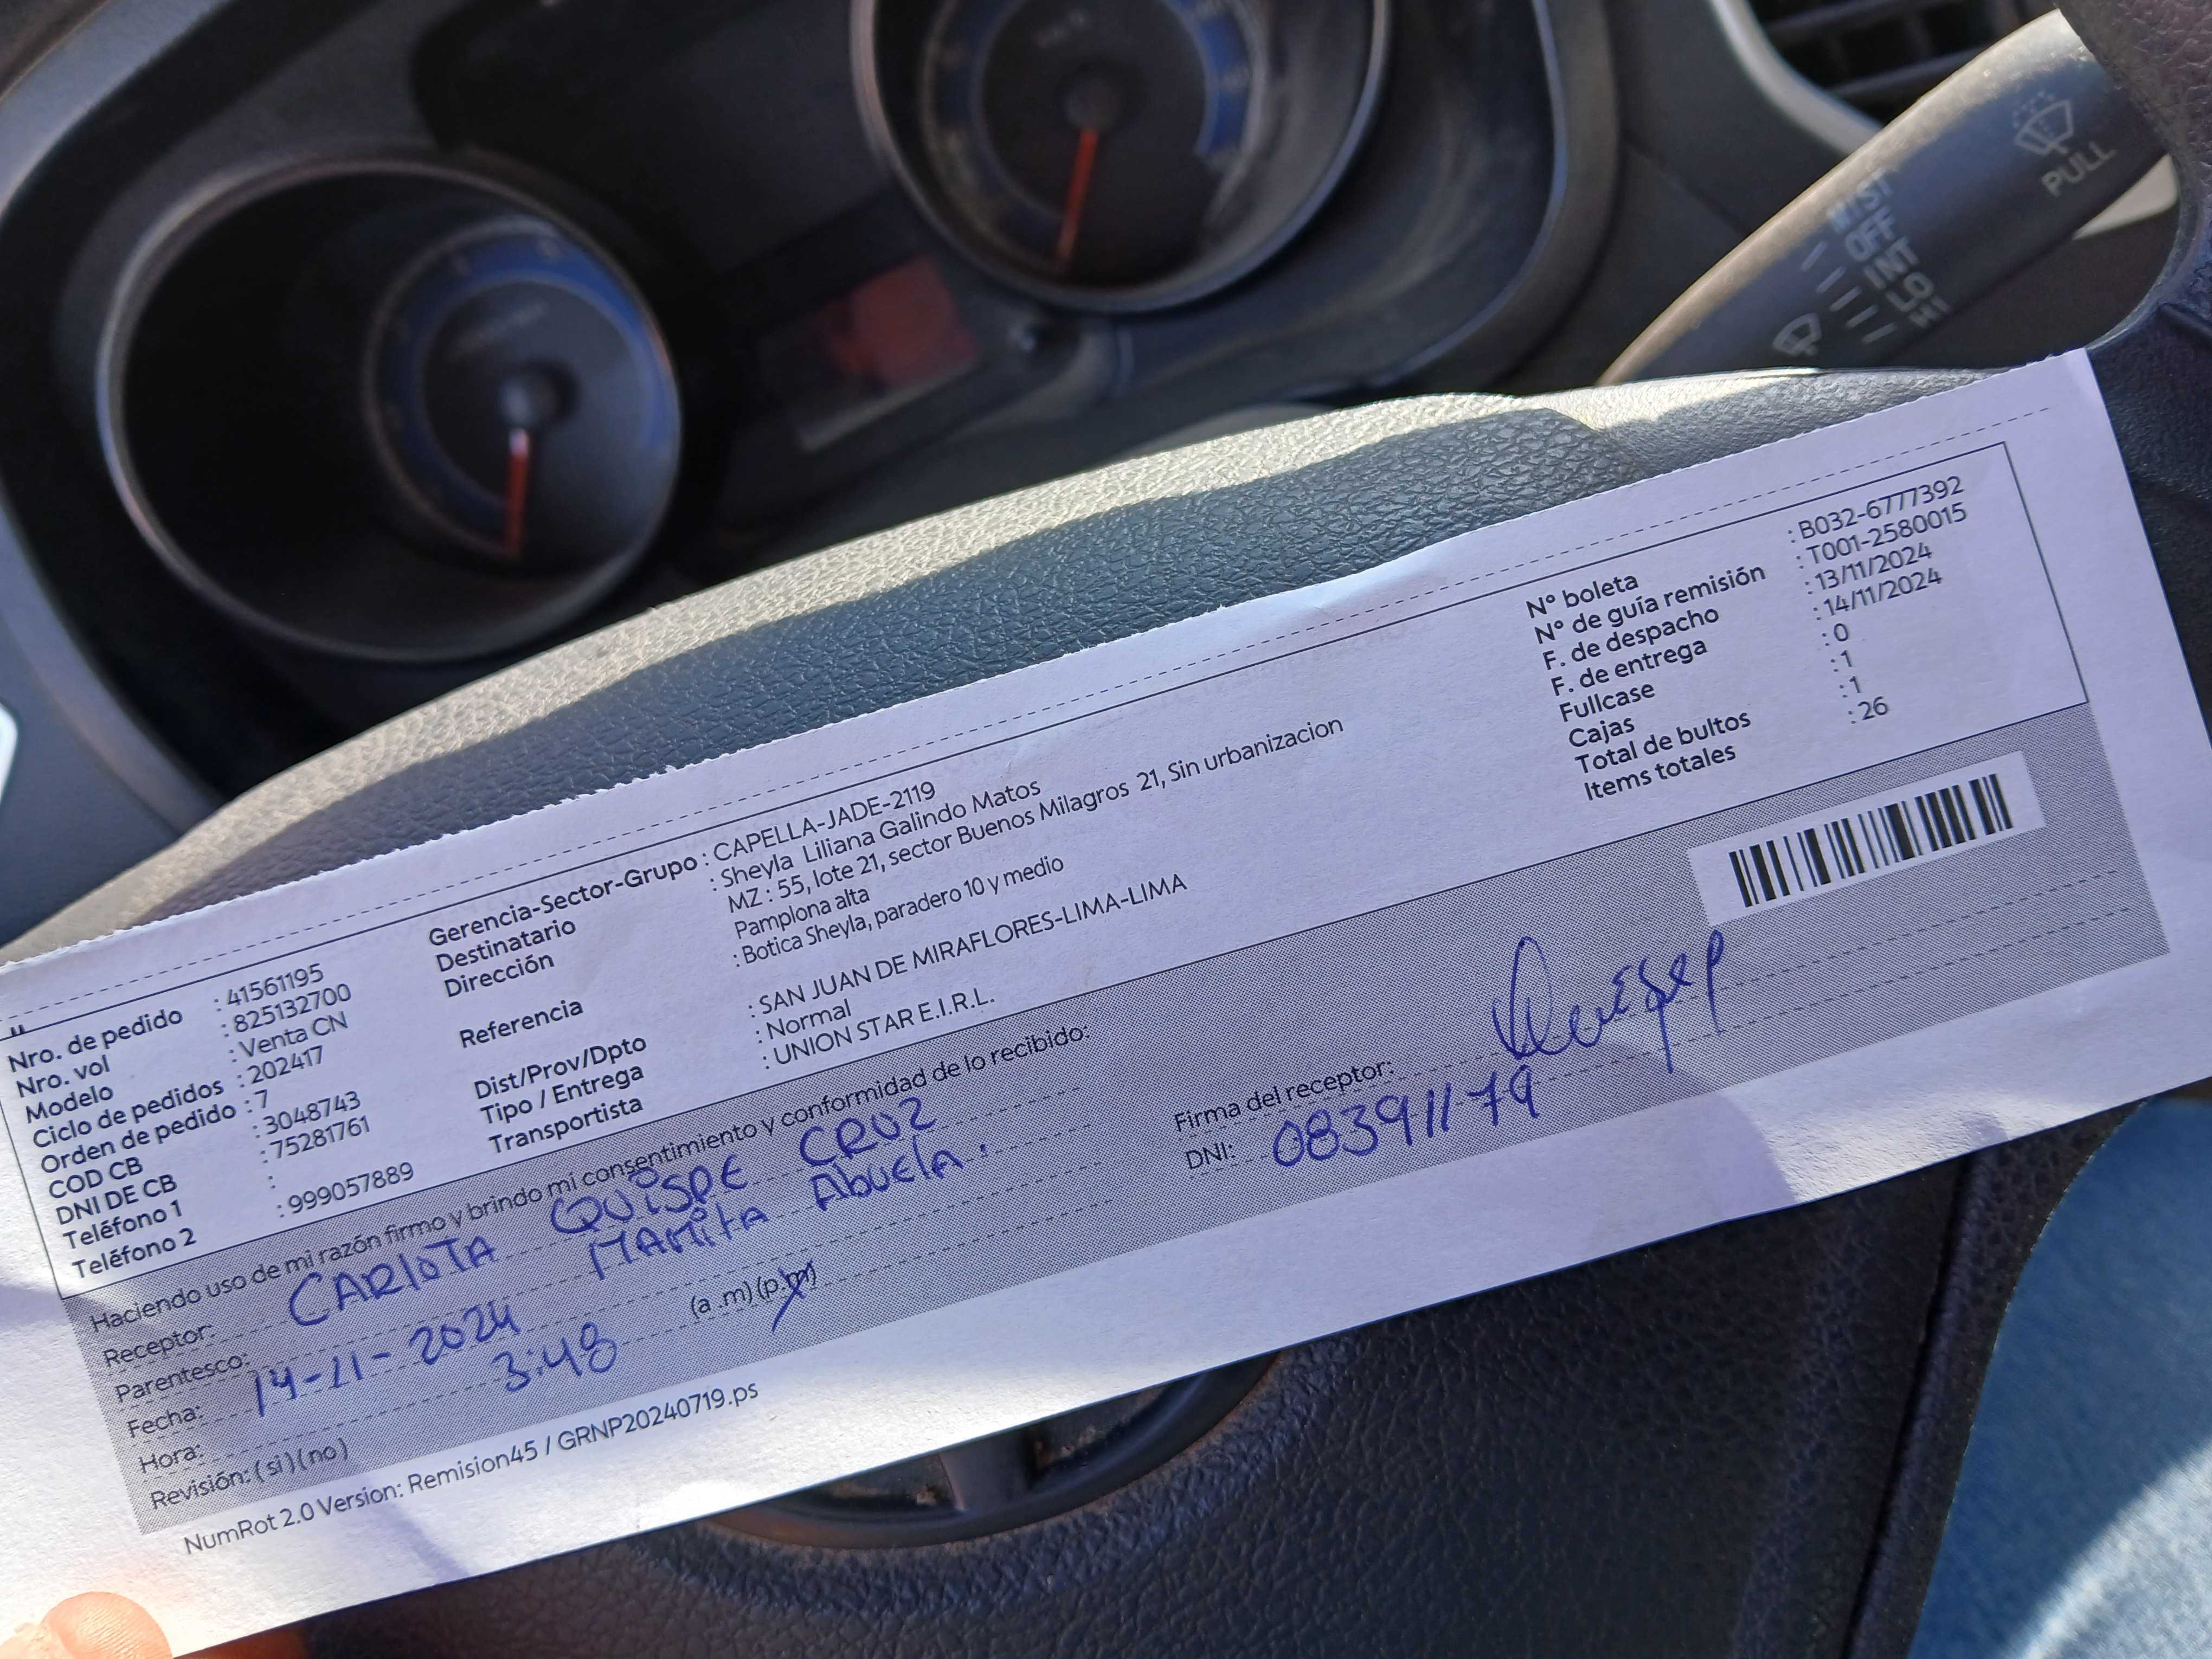 Nro. de pedido : 41561195
Nro. vol : 825132700
Modelo : Venta CN
Ciclo de pedidos : 202417
Orden de pedido : 7
COD CB : 3048743
DNI DE CB : 75281761
Teléfono 1 :
Teléfono 2 : 999057889
Gerencia-Sector-Grupo : CAPELLA-JADE-2119
Destinatario : Sheyla Liliana Galindo Matos
Dirección MZ : 55, lote 21, sector Buenos Milagros 21, Sin urbanizacion
Pamplona alta
Referencia : Botica Sheyla, paradero 10 y medio
Dist/Prov/Dpto : SAN JUAN DE MIRAFLORES-LIMA-LIMA
Tipo / Entrega : Normal
Transportista : UNION STAR E.I.R.L.
N° boleta : B032-6777392
N° de guía remisión : T001-2580015
F. de despacho : 13/11/2024
F. de entrega : 14/11/2024
Fullcase : 0
Cajas : 1
Total de bultos : 1
Items totales : 26
Haciendo uso de mi razón firmo y brindo mi consentimiento y conformidad de lo recibido:
Receptor: CARLOTA QUISPE CRUZ
Parentesco: MAMITA ABUELA.
Fecha: 14-11-2024
Hora: 3:48 (a .m) (p.m)
Revisión: (si) (no)
Firma del receptor: Quispe
DNI: 08391179
NumRot 2.0 Version: Remision45 / GRNP20240719.ps
PULL
MIST
OFF
INT
LO
HI